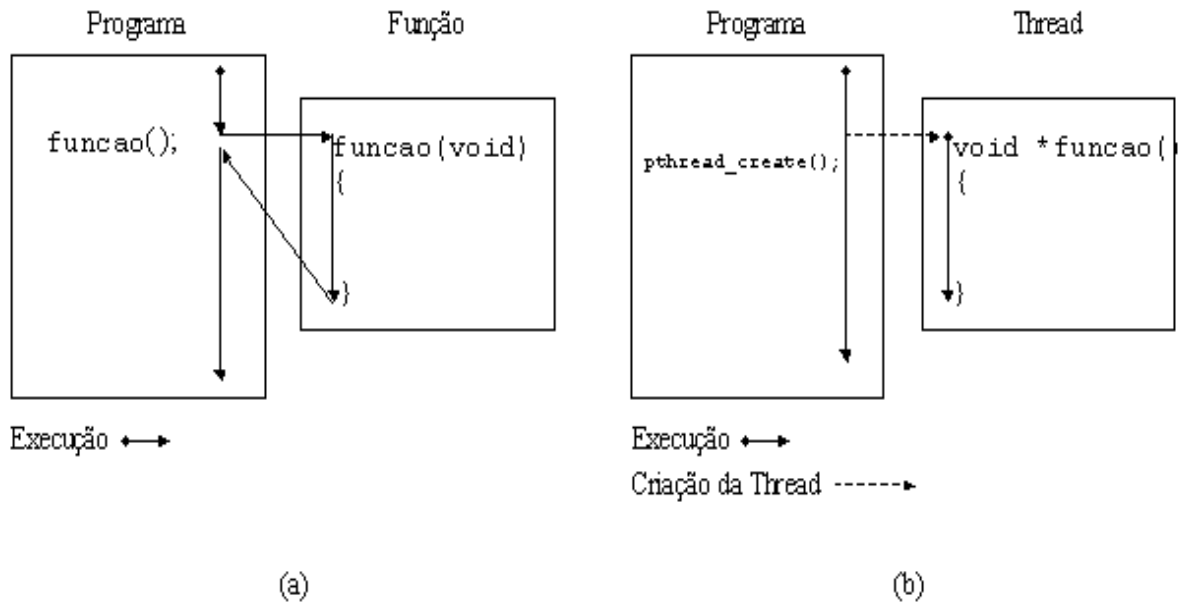 Programa
Função
funcao();
funcao(void)
{
}
Execução
(a)
Programa
Thread
pthread_create();
void *funcao(
{
}
Execução
Criação da Thread
(b)